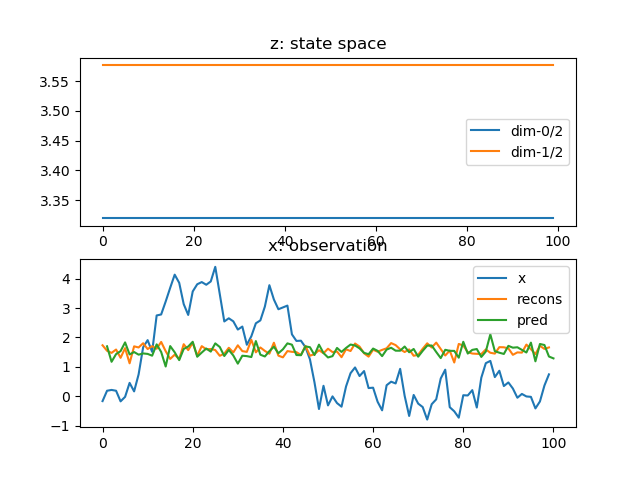 z: state space
3.55
3.50
3.45
3.40
3.35
dim-0/2
dim-1/2
0 20 40 60 80 100
x: observation
4
3
2
1
0
−1
x
recons
pred
0 20 40 60 80 100